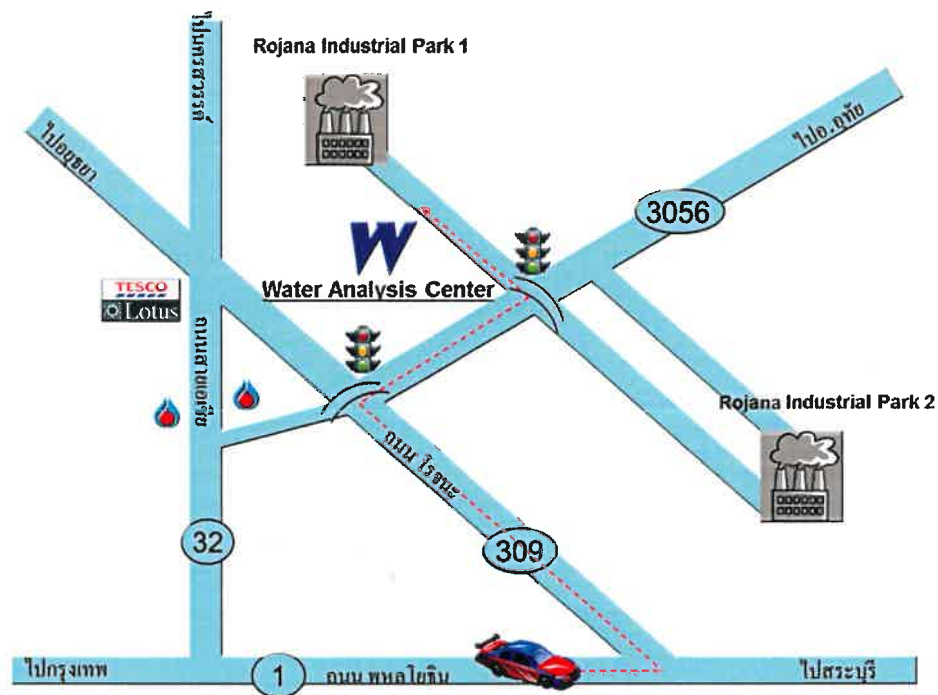 ไปนครสวรรค์
Rojana Industrial Park 1
ไปอยุธยา
ไปอ.อุทัย
3056
W
Water Analysis Center
TESCO
Lotus
ถนนสายเอเซีย
Rojana Industrial Park 2
ถนน โรจนะ
32
309
ไปกรุงเทพ
1
ถนน พหลโยธิน
ไปสระบุรี